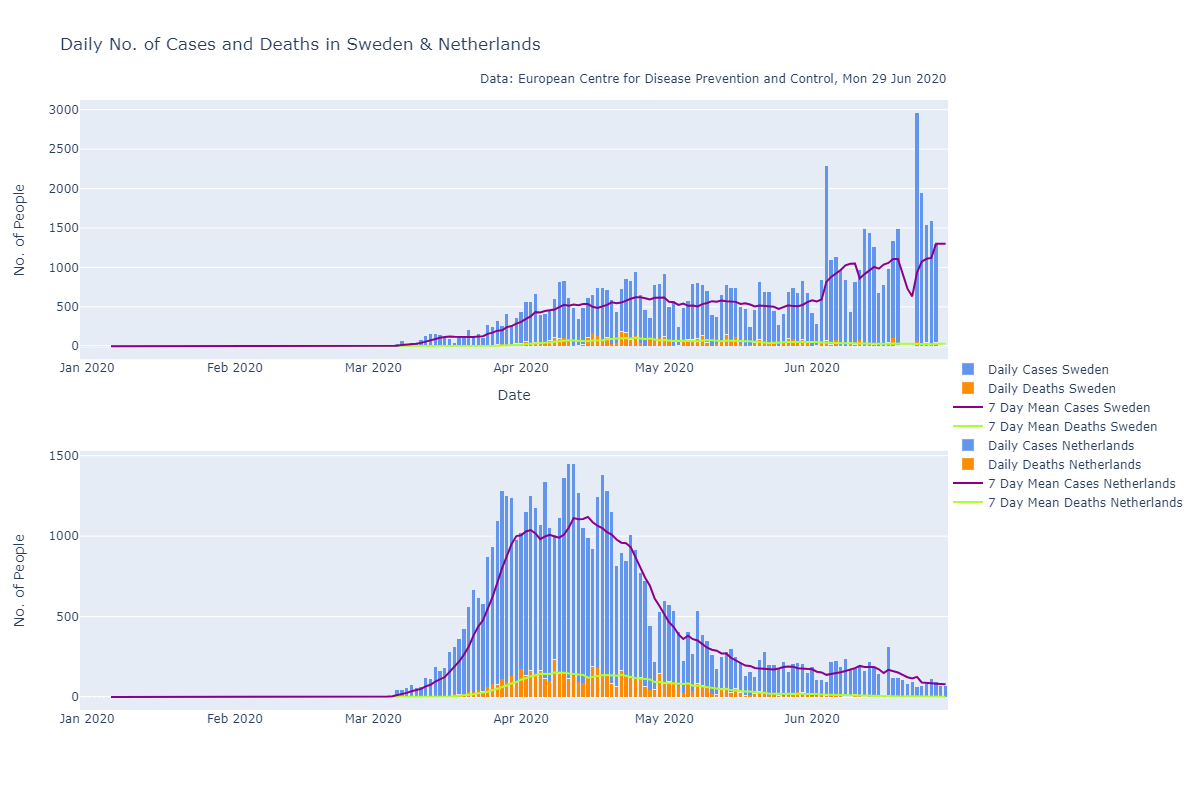 Daily No. of Cases and Deaths in Sweden & Netherlands
Data: European Centre for Disease Prevention and Control, Mon 29 Jun 2020
No. of People
3000
2500
2000
1500
1000
500
0
Jan 2020 Feb 2020 Mar 2020 Apr 2020 May 2020 Jun 2020
Date
Daily Cases Sweden
Daily Deaths Sweden
7 Day Mean Cases Sweden
7 Day Mean Deaths Sweden
Daily Cases Netherlands
Daily Deaths Netherlands
7 Day Mean Cases Netherlands
7 Day Mean Deaths Netherlands
No. of People
1500
1000
500
0
Jan 2020 Feb 2020 Mar 2020 Apr 2020 May 2020 Jun 2020